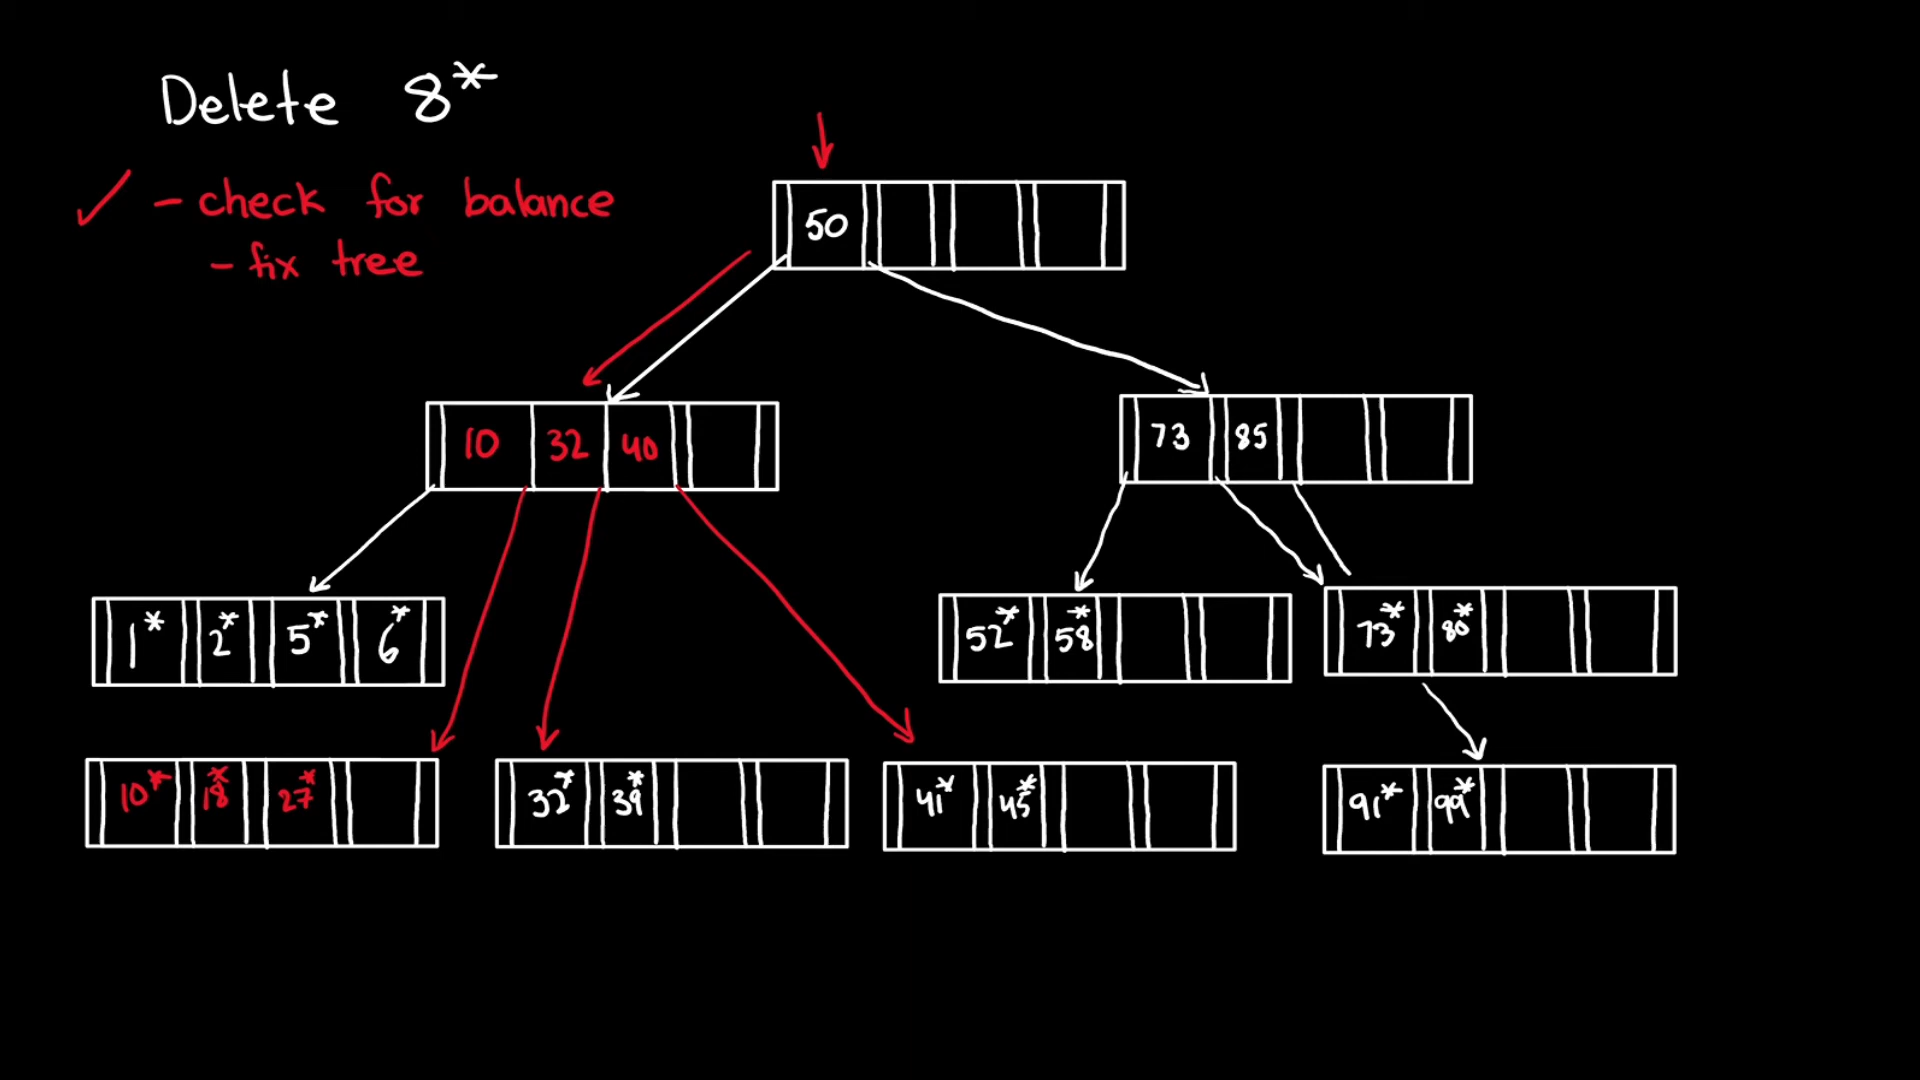 Delete 8*
- check for balance
- fix tree
50
10 32 40
73 85
1* 2* 5* 6*
52* 58*
73* 80*
10* 18* 27*
32* 39*
41* 45*
91* 99*